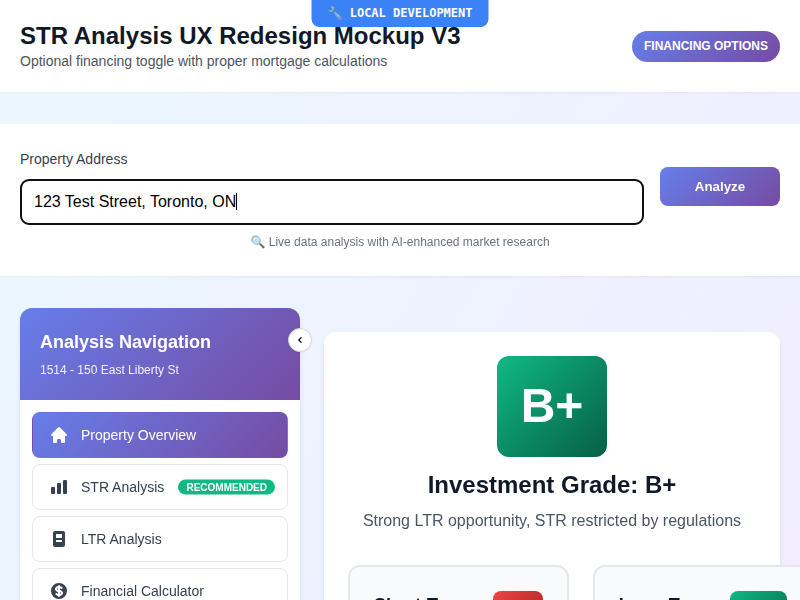 🔧 LOCAL DEVELOPMENT
STR Analysis UX Redesign Mockup V3
Optional financing toggle with proper mortgage calculations
FINANCING OPTIONS
Property Address
123 Test Street, Toronto, ON
Analyze
🔍 Live data analysis with AI-enhanced market research
Analysis Navigation
1514 - 150 East Liberty St
Property Overview
STR Analysis RECOMMENDED
LTR Analysis
Financial Calculator
B+
Investment Grade: B+
Strong LTR opportunity, STR restricted by regulations